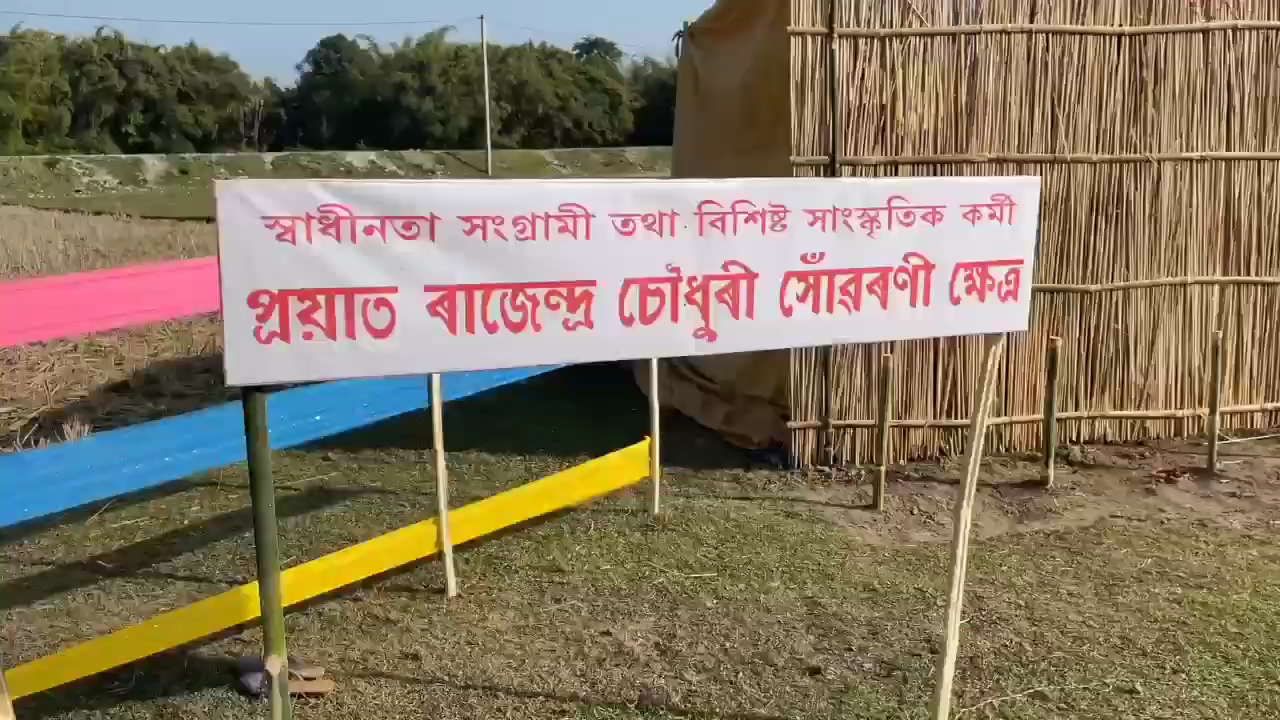 স্বাধীনতা সংগ্ৰামী তথা বিশিষ্ট সাংস্কৃতিক কৰ্মী
প্ৰয়াত ৰাজেন্দ্ৰ চৌধুৰী সোঁৱৰণী ক্ষেত্ৰ